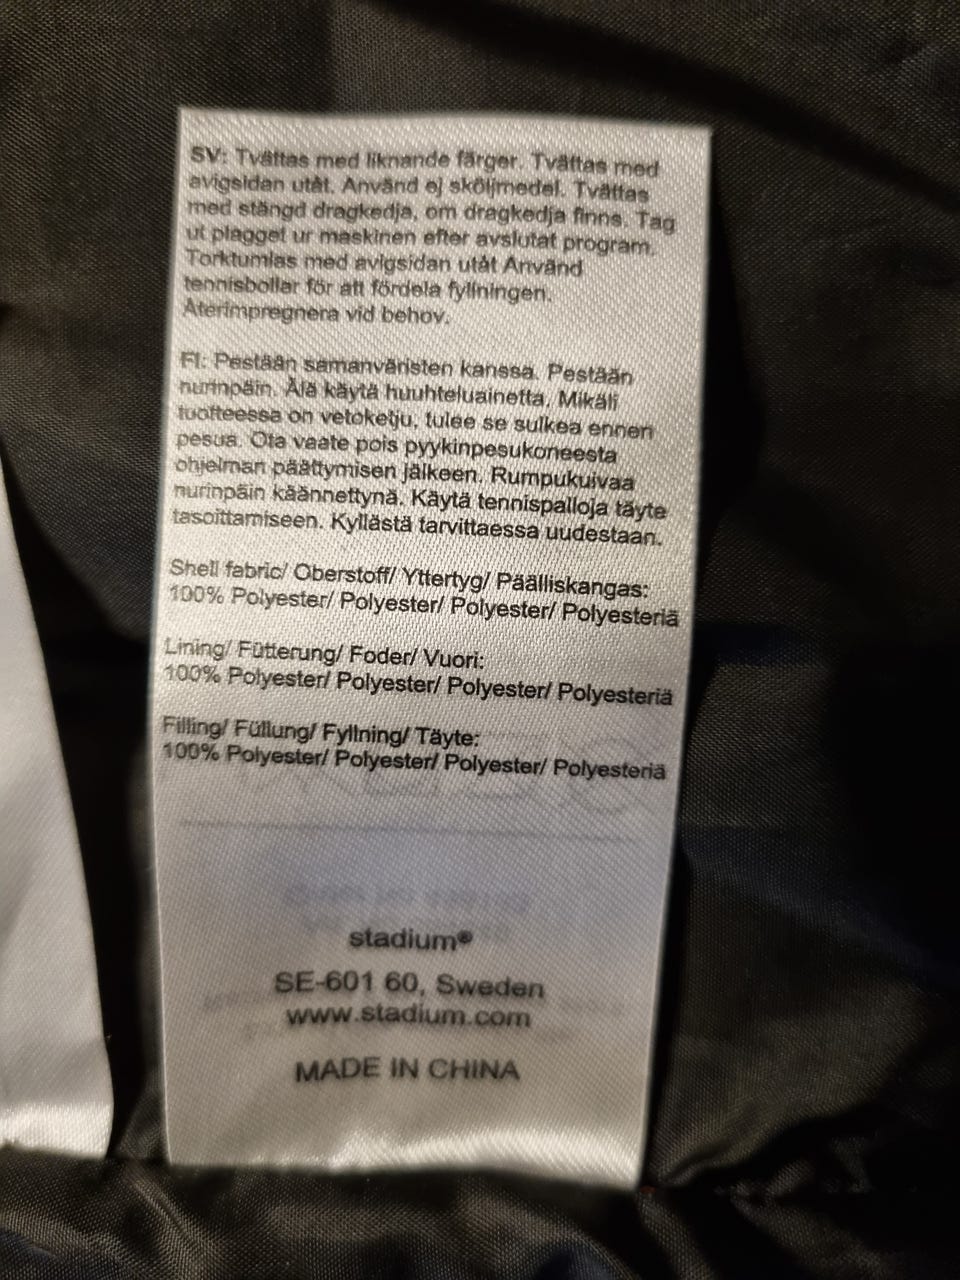 SV: Tvättas med liknande färger. Tvättas med
avigsidan utåt. Använd ej sköljmedel. Tvättas
med stängd dragkedja, om dragkedja finns. Tag
ut plagget ur maskinen efter avslutat program.
Torktumlas med avigsidan utåt Använd
tennisbollar för att fördela fyllningen.
Återimpregnera vid behov.
FI: Pestään samanväristen kanssa. Pestään
nurinpäin. Älä käytä huuhteluainetta. Mikäli
tuotteessa on vetoketju, tulee se sulkea ennen
pesua. Ota vaate pois pyykinpesukoneesta
ohjelman päättymisen jälkeen. Rumpukuivaa
nurinpäin käännettynä. Käytä tennispalloja täyte
tasoittamiseen. Kyllästä tarvittaessa uudestaan.
Shell fabric/ Oberstoff/ Yttertyg/ Päälliskangas:
100% Polyester/ Polyester/ Polyester/ Polyesteriä
Lining/ Fütterung/ Foder/ Vuori:
100% Polyester/ Polyester/ Polyester/ Polyesteriä
Filling/ Füllung/ Fyllning/ Täyte:
100% Polyester/ Polyester/ Polyester/ Polyesteriä
stadium®
SE-601 60, Sweden
www.stadium.com
MADE IN CHINA